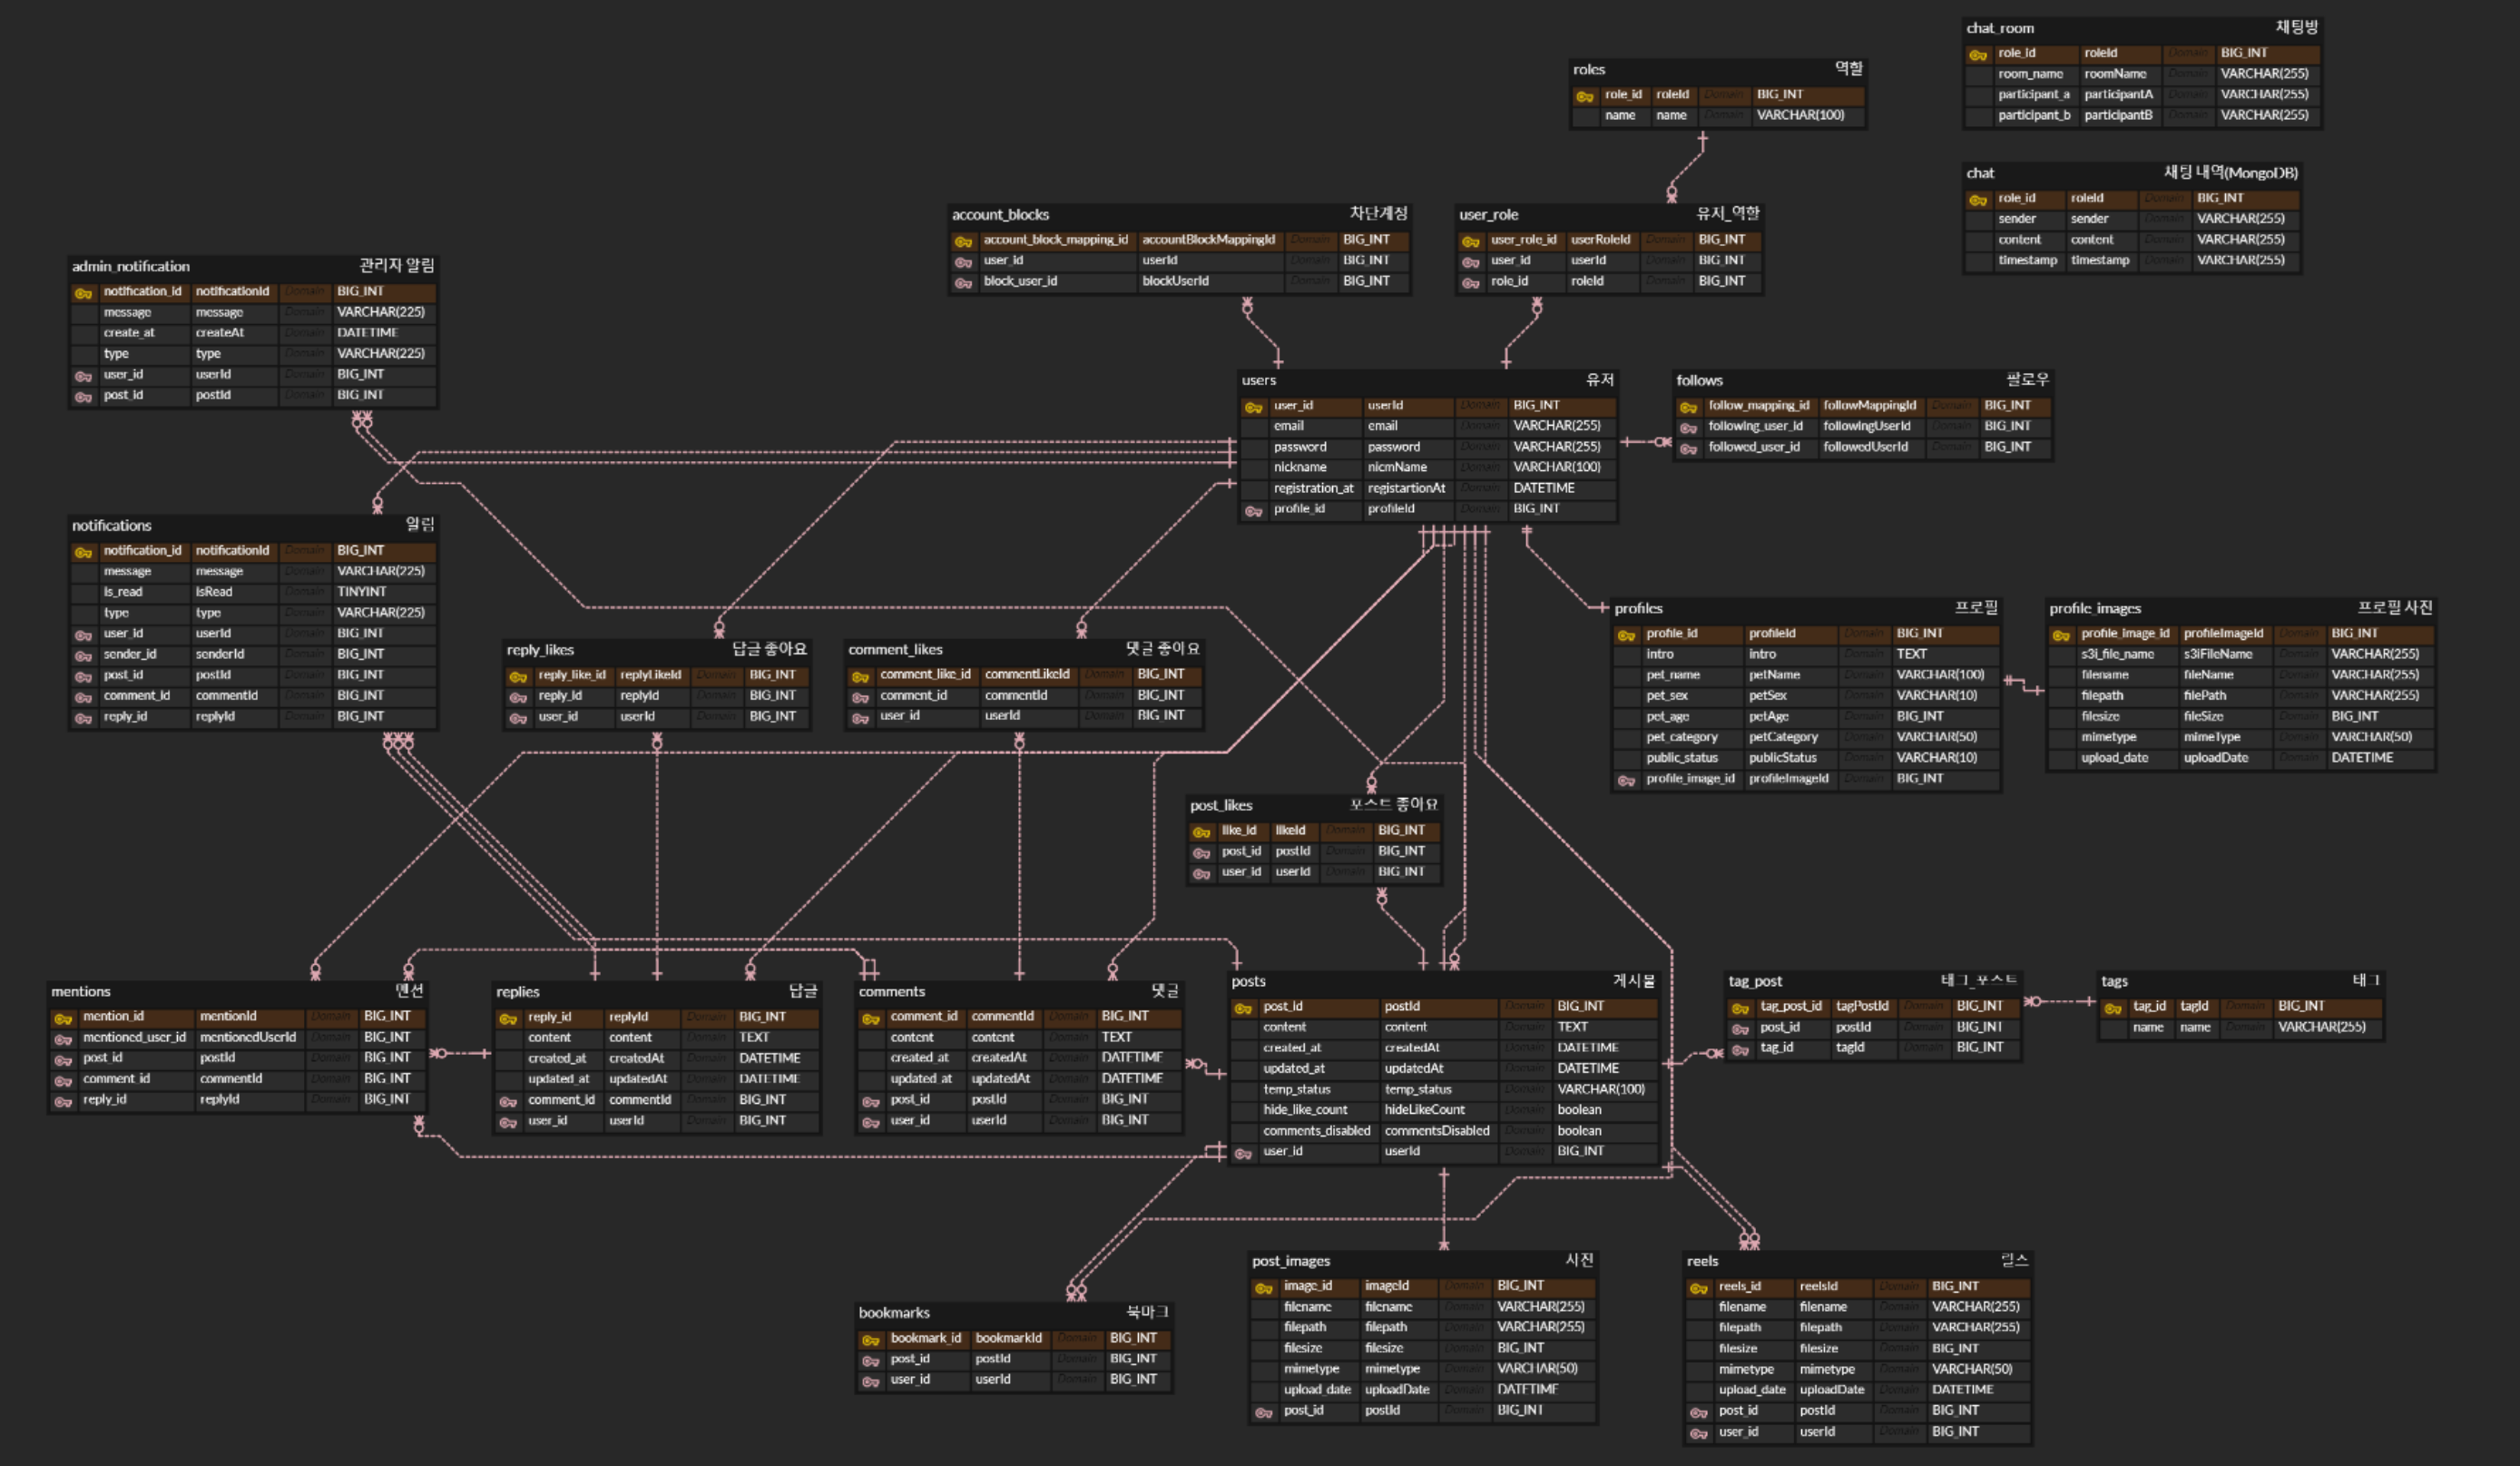 chat_room 채팅방
role_id roleId Domain BIG_INT
room_name roomName Domain VARCHAR(255)
participant_a participantA Domain VARCHAR(255)
participant_b participantB Domain VARCHAR(255)
roles 역할
role_id roleId Domain BIG_INT
name name Domain VARCHAR(100)
chat 채팅 내역(MongoDB)
role_id roleId Domain BIG_INT
sender sender Domain VARCHAR(255)
content content Domain VARCHAR(255)
timestamp timestamp Domain VARCHAR(255)
account_blocks 차단계정
account_block_mapping_id accountBlockMappingId Domain BIG_INT
user_id userId Domain BIG_INT
block_user_id blockUserId Domain BIG_INT
user_role 유저_역할
user_role_id userRoleId Domain BIG_INT
user_id userId Domain BIG_INT
role_id roleId Domain BIG_INT
admin_notification 관리자 알림
notification_id notificationId Domain BIG_INT
message message Domain VARCHAR(225)
create_at createAt Domain DATETIME
type type Domain VARCHAR(225)
user_id userId Domain BIG_INT
post_id postId Domain BIG_INT
users 유저
user_id userId Domain BIG_INT
email email Domain VARCHAR(255)
password password Domain VARCHAR(255)
nickname nicmName Domain VARCHAR(100)
registration_at registartionAt Domain DATETIME
profile_id profileId Domain BIG_INT
follows 팔로우
follow_mapping_id followMappingId Domain BIG_INT
following_user_id followingUserId Domain BIG_INT
followed_user_id followedUserId Domain BIG_INT
notifications 알림
notification_id notificationId Domain BIG_INT
message message Domain VARCHAR(225)
is_read isRead Domain TINYINT
type type Domain VARCHAR(225)
user_id userId Domain BIG_INT
sender_id senderId Domain BIG_INT
post_id postId Domain BIG_INT
comment_id commentId Domain BIG_INT
reply_id replyId Domain BIG_INT
reply_likes 답글 좋아요
reply_like_id replyLikeId Domain BIG_INT
reply_id replyId Domain BIG_INT
user_id userId Domain BIG_INT
comment_likes 댓글 좋아요
comment_like_id commentLikeId Domain BIG_INT
comment_id commentId Domain BIG_INT
user_id userId Domain BIG_INT
profiles 프로필
profile_id profileId Domain BIG_INT
intro intro Domain TEXT
pet_name petName Domain VARCHAR(100)
pet_sex petSex Domain VARCHAR(10)
pet_age petAge Domain BIG_INT
pet_category petCategory Domain VARCHAR(50)
public_status publicStatus Domain VARCHAR(10)
profile_image_id profileImageId Domain BIG_INT
profile_images 프로필 사진
profile_image_id profileImageId Domain BIG_INT
s3i_file_name s3iFileName Domain VARCHAR(255)
filename fileName Domain VARCHAR(255)
filepath filePath Domain VARCHAR(255)
filesize fileSize Domain BIG_INT
mimetype mimeType Domain VARCHAR(50)
upload_date uploadDate Domain DATETIME
post_likes 포스트 좋아요
like_id likeId Domain BIG_INT
post_id postId Domain BIG_INT
user_id userId Domain BIG_INT
mentions 멘션
mention_id mentionId Domain BIG_INT
mentioned_user_id mentionedUserId Domain BIG_INT
post_id postId Domain BIG_INT
comment_id commentId Domain BIG_INT
reply_id replyId Domain BIG_INT
replies 답글
reply_id replyId Domain BIG_INT
content content Domain TEXT
created_at createdAt Domain DATETIME
updated_at updatedAt Domain DATETIME
comment_id commentId Domain BIG_INT
user_id userId Domain BIG_INT
comments 댓글
comment_id commentId Domain BIG_INT
content content Domain TEXT
created_at createdAt Domain DATETIME
updated_at updatedAt Domain DATETIME
post_id postId Domain BIG_INT
user_id userId Domain BIG_INT
posts 게시물
post_id postId Domain BIG_INT
content content Domain TEXT
created_at createdAt Domain DATETIME
updated_at updatedAt Domain DATETIME
temp_status temp_status Domain VARCHAR(100)
hide_like_count hideLikeCount Domain boolean
comments_disabled commentsDisabled Domain boolean
user_id userId Domain BIG_INT
tag_post 태그_포스트
tag_post_id tagPostId Domain BIG_INT
post_id postId Domain BIG_INT
tag_id tagId Domain BIG_INT
tags 태그
tag_id tagId Domain BIG_INT
name name Domain VARCHAR(255)
bookmarks 북마크
bookmark_id bookmarkId Domain BIG_INT
post_id postId Domain BIG_INT
user_id userId Domain BIG_INT
post_images 사진
image_id imageId Domain BIG_INT
filename filename Domain VARCHAR(255)
filepath filepath Domain VARCHAR(255)
filesize filesize Domain BIG_INT
mimetype mimetype Domain VARCHAR(50)
upload_date uploadDate Domain DATETIME
post_id postId Domain BIG_INT
reels 릴스
reels_id reelsId Domain BIG_INT
filename filename Domain VARCHAR(255)
filepath filepath Domain VARCHAR(255)
filesize filesize Domain BIG_INT
mimetype mimetype Domain VARCHAR(50)
upload_date uploadDate Domain DATETIME
post_id postId Domain BIG_INT
user_id userId Domain BIG_INT